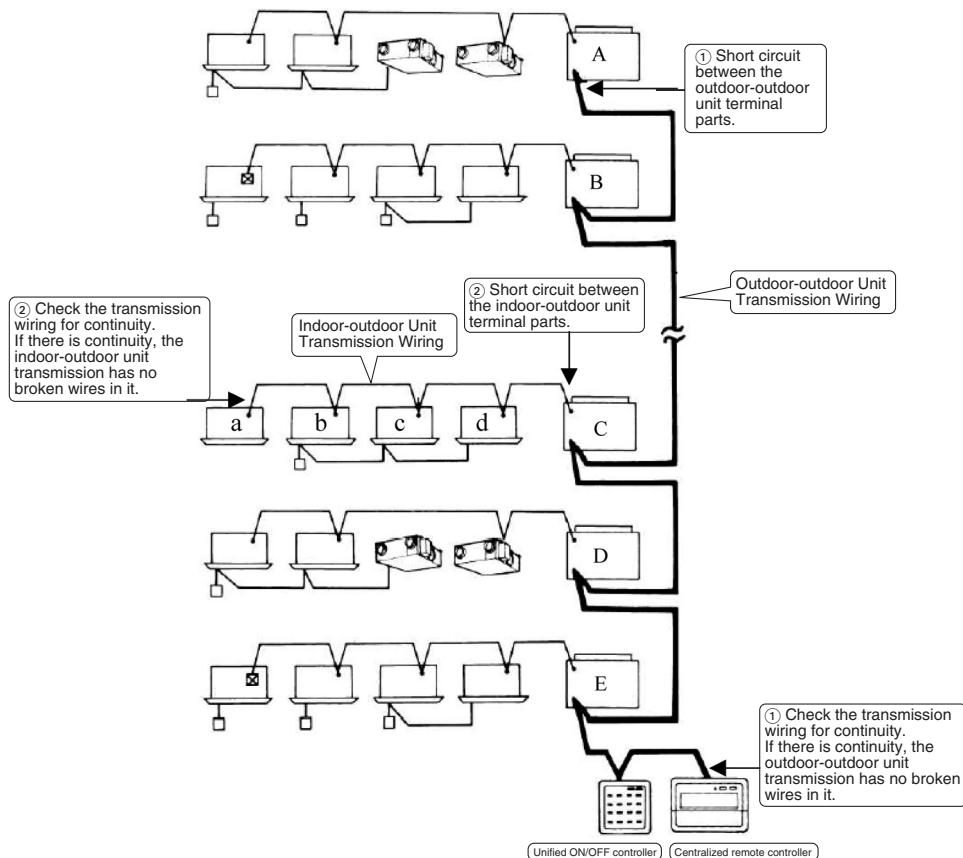 A
① Short circuit
between the
outdoor-outdoor
unit terminal
parts.
B
Outdoor-outdoor Unit
Transmission Wiring
② Short circuit between
the indoor-outdoor unit
terminal parts.
② Check the transmission
wiring for continuity.
If there is continuity, the
indoor-outdoor unit
transmission has no
broken wires in it.
Indoor-outdoor Unit
Transmission Wiring
a
b
c
d
C
D
E
① Check the transmission
wiring for continuity.
If there is continuity, the
outdoor-outdoor unit
transmission has no broken
wires in it.
Unified ON/OFF controller
Centralized remote controller